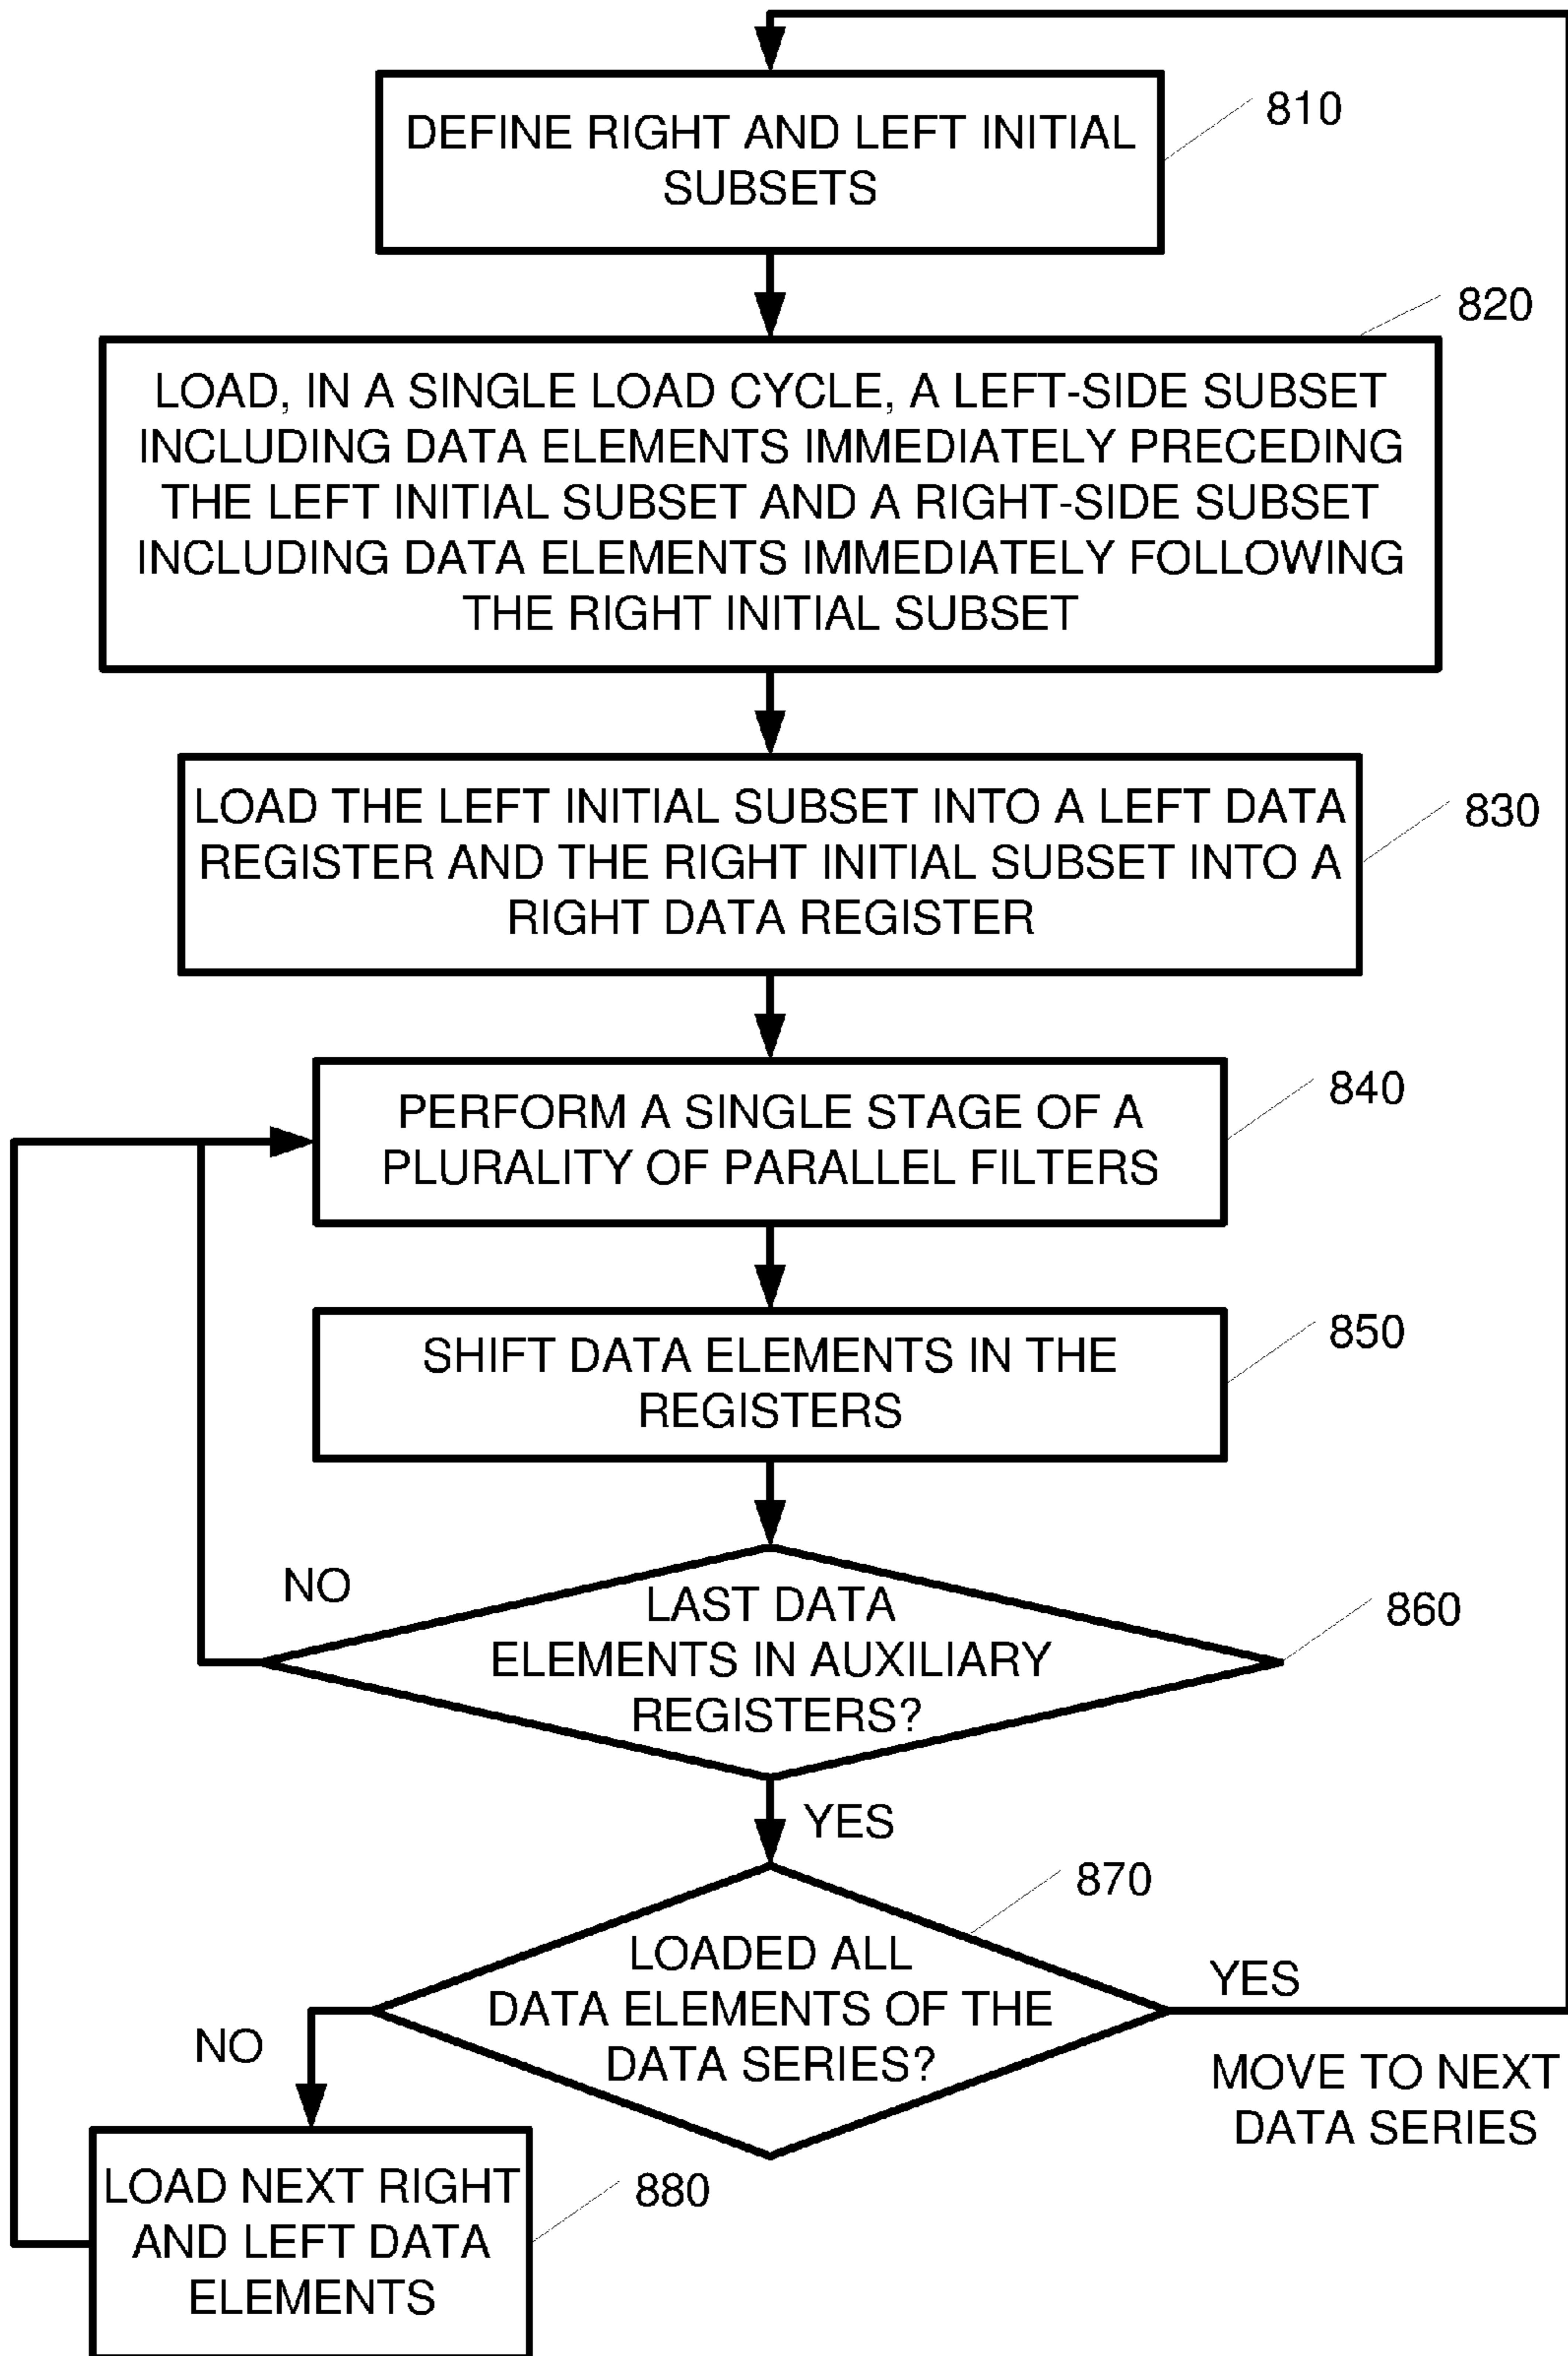 810
DEFINE RIGHT AND LEFT INITIAL
SUBSETS
820
LOAD, IN A SINGLE LOAD CYCLE, A LEFT-SIDE SUBSET
INCLUDING DATA ELEMENTS IMMEDIATELY PRECEDING
THE LEFT INITIAL SUBSET AND A RIGHT-SIDE SUBSET
INCLUDING DATA ELEMENTS IMMEDIATELY FOLLOWING
THE RIGHT INITIAL SUBSET
830
LOAD THE LEFT INITIAL SUBSET INTO A LEFT DATA
REGISTER AND THE RIGHT INITIAL SUBSET INTO A
RIGHT DATA REGISTER
840
PERFORM A SINGLE STAGE OF A
PLURALITY OF PARALLEL FILTERS
850
SHIFT DATA ELEMENTS IN THE
REGISTERS
NO
860
LAST DATA
ELEMENTS IN AUXILIARY
REGISTERS?
YES
870
LOADED ALL
DATA ELEMENTS OF THE
DATA SERIES?
YES
NO
MOVE TO NEXT
DATA SERIES
880
LOAD NEXT RIGHT
AND LEFT DATA
ELEMENTS